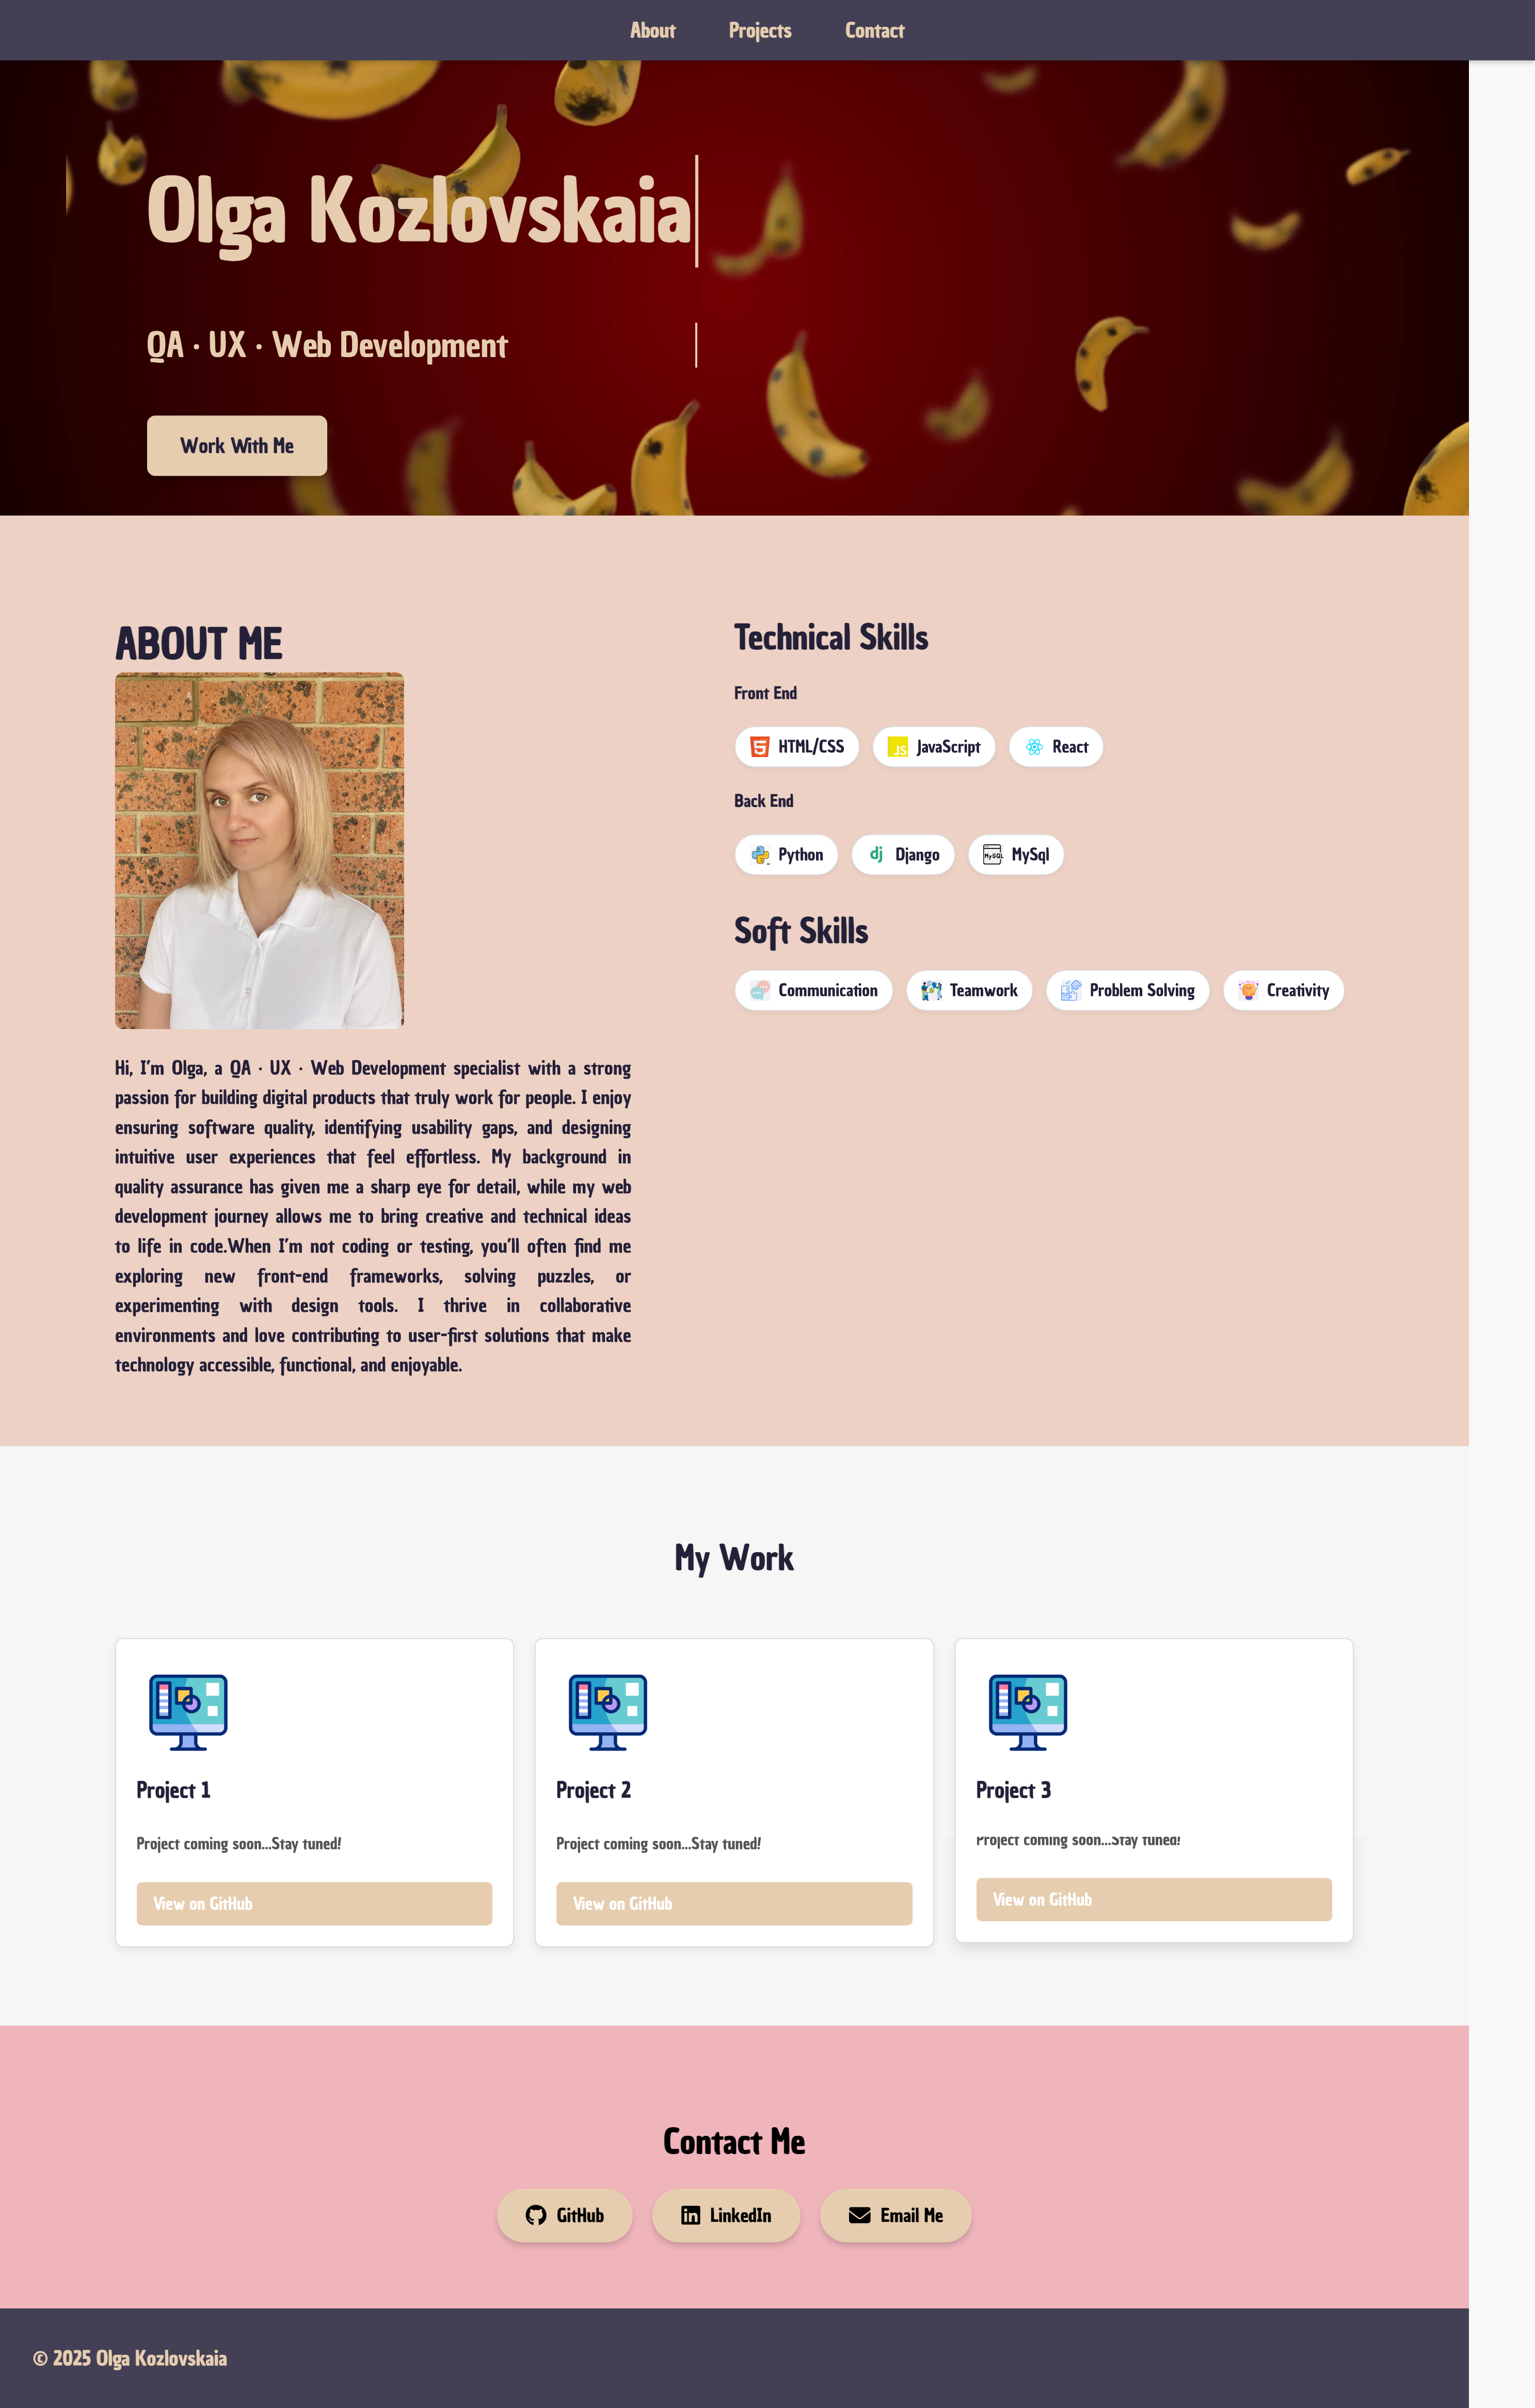 About Projects Contact
Olga Kozlovskaia
QA · UX · Web Development
Work With Me
ABOUT ME
Hi, I'm Olga, a QA · UX · Web Development specialist with a strong
passion for building digital products that truly work for people. I enjoy
ensuring software quality, identifying usability gaps, and designing
intuitive user experiences that feel effortless. My background in
quality assurance has given me a sharp eye for detail, while my web
development journey allows me to bring creative and technical ideas
to life in code.When I'm not coding or testing, you'll often find me
exploring new front-end frameworks, solving puzzles, or
experimenting with design tools. I thrive in collaborative
environments and love contributing to user-first solutions that make
technology accessible, functional, and enjoyable.
Technical Skills
Front End
HTML/CSS JS JavaScript React
Back End
Python dj Django MySQL MySql
Soft Skills
Communication Teamwork Problem Solving Creativity
My Work
Project 1
Project coming soon...Stay tuned!
View on GitHub
Project 2
Project coming soon...Stay tuned!
View on GitHub
Project 3
Project coming soon...Stay tuned!
View on GitHub
Contact Me
GitHub LinkedIn Email Me
© 2025 Olga Kozlovskaia